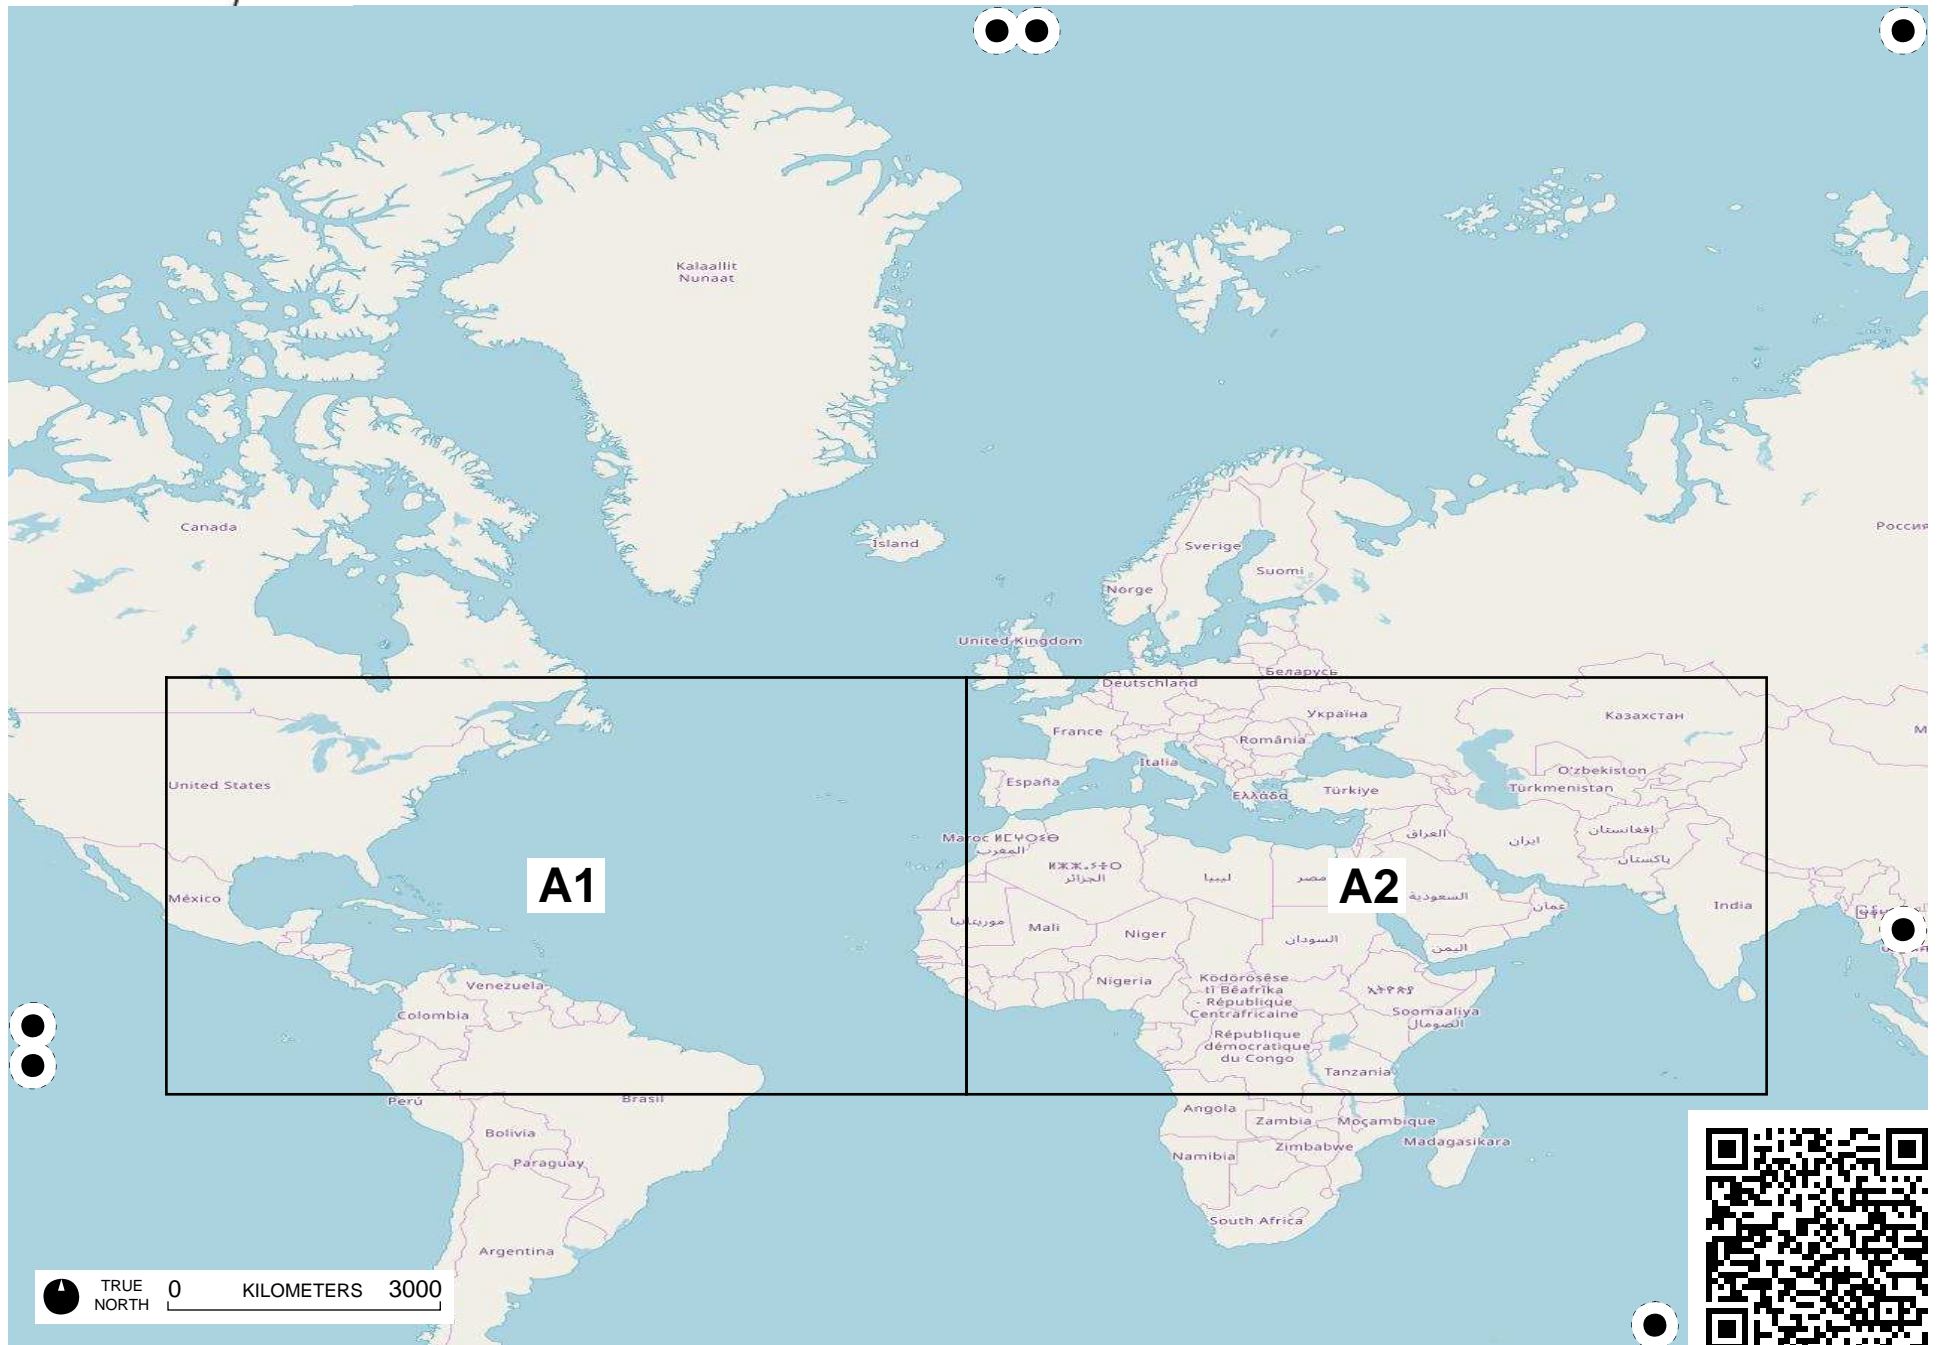 Kalaallit
Nunaat
Canada
Ísland
Sverige
Suomi
Norge
Россия
United Kingdom
Беларусь
Deutschland
Україна
Казахстан
France
România
Italia
United States
España
Ελλάδα
Türkiye
O'zbekiston
Türkmenistan
Maroc ⵍⵎⵖⵔⵉⴱ
المغرب
العراق
ایران
افغانستان
پاکستان
الجزائر
ليبيا
مصر
A1
A2
السعودية
عمان
México
India
موريتانيا
Mali
Niger
السودان
اليمن
Venezuela
Nigeria
Ködörösêse
tî Bêafrîka
- République
Centrafricaine
Colombia
Soomaaliya
الصومال
République
démocratique
du Congo
Tanzania
Perú
Brasil
Angola
Zambia
Moçambique
Bolivia
Madagasikara
Zimbabwe
Namibia
Paraguay
South Africa
Argentina
TRUE
NORTH
0 KILOMETERS 3000